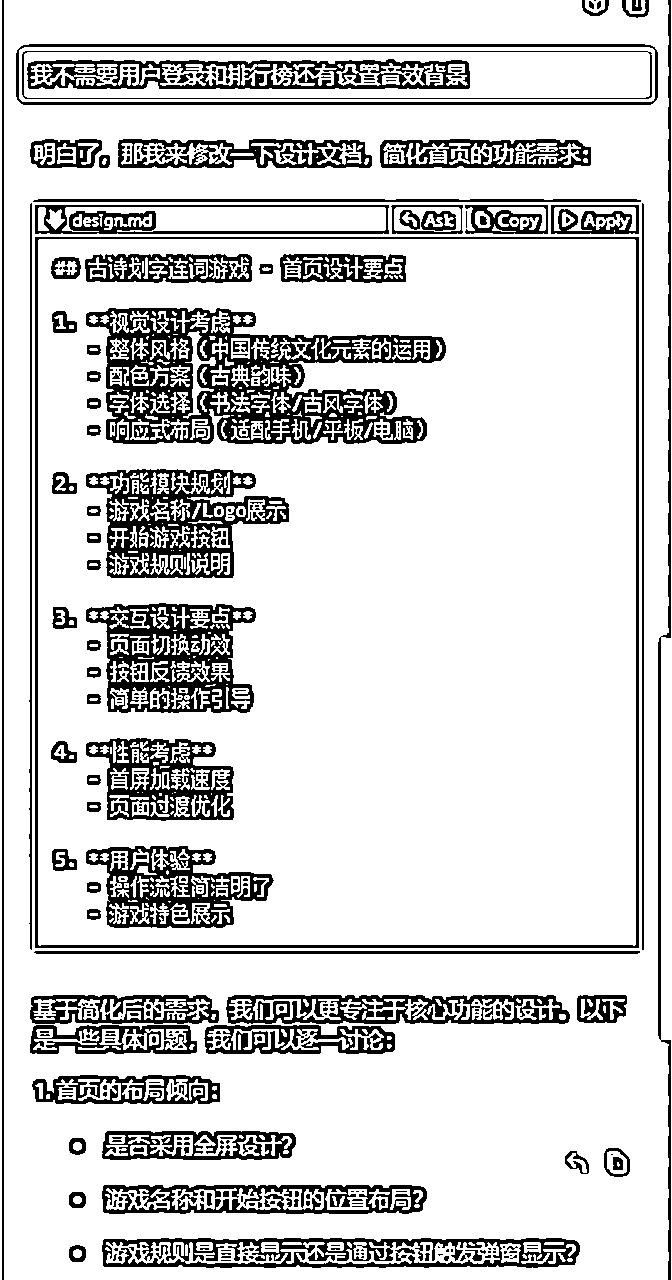 我不需要用户登录和排行榜还有设置音效背景
明白了，那我来修改一下设计文档，简化首页的功能需求：
design.md Ask Copy Apply
## 古诗划字连词游戏 - 首页设计要点
1. **视觉设计考虑**
- 整体风格（中国传统文化元素的运用）
- 配色方案（古典韵味）
- 字体选择（书法字体/古风字体）
- 响应式布局（适配手机/平板/电脑）
2. **功能模块规划**
- 游戏名称/Logo展示
- 开始游戏按钮
- 游戏规则说明
3. **交互设计要点**
- 页面切换动效
- 按钮反馈效果
- 简单的操作引导
4. **性能考虑**
- 首屏加载速度
- 页面过渡优化
5. **用户体验**
- 操作流程简洁明了
- 游戏特色展示
基于简化后的需求，我们可以更专注于核心功能的设计。以下
是一些具体问题，我们可以逐一讨论：
1. 首页的布局倾向：
○ 是否采用全屏设计？
○ 游戏名称和开始按钮的位置布局？
○ 游戏规则是直接显示还是通过按钮触发弹窗显示？